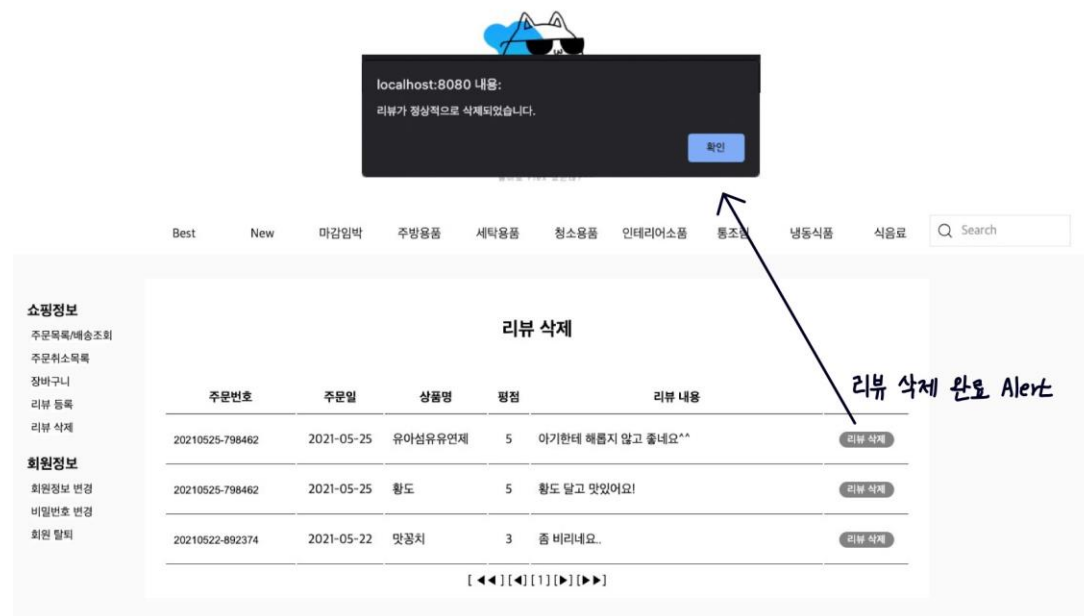 localhost:8080 내용:
리뷰가 정상적으로 삭제되었습니다.
확인
Best New 마감임박 주방용품 세탁용품 청소용품 인테리어소품 통조림 냉동식품 식음료 Search
쇼핑정보
주문목록/배송조회
주문취소목록
장바구니
리뷰 등록
리뷰 삭제
회원정보
회원정보 변경
비밀번호 변경
회원 탈퇴
리뷰 삭제
주문번호 주문일 상품명 평점 리뷰 내용
20210525-798462 2021-05-25 유아섬유유연제 5 아기한테 해롭지 않고 좋네요^^ 리뷰 삭제
20210525-798462 2021-05-25 황도 5 황도 달고 맛있어요! 리뷰 삭제
20210522-892374 2021-05-22 맛꽁치 3 좀 비리네요.. 리뷰 삭제
[ ◀◀ ][◀][1][▶][▶▶]
리뷰 삭제 완료 Alert